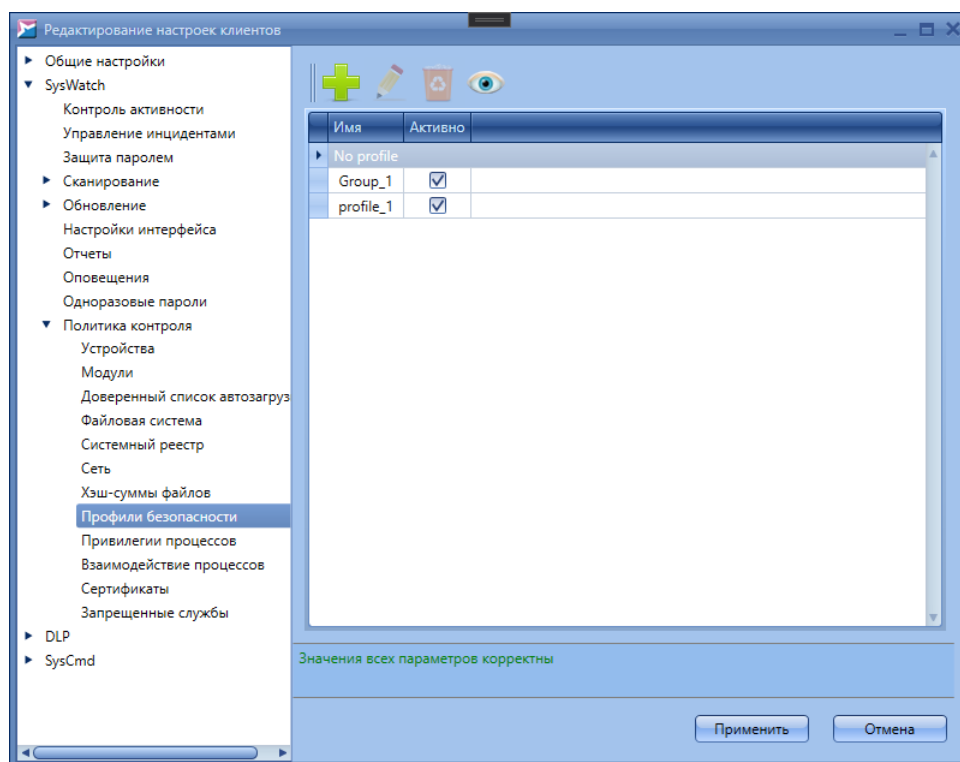 Редактирование настроек клиентов
Общие настройки
SysWatch
Контроль активности
Управление инцидентами
Защита паролем
Сканирование
Обновление
Настройки интерфейса
Отчеты
Оповещения
Одноразовые пароли
Политика контроля
Устройства
Модули
Доверенный список автозагруз
Файловая система
Системный реестр
Сеть
Хэш-суммы файлов
Профили безопасности
Привилегии процессов
Взаимодействие процессов
Сертификаты
Запрещенные службы
DLP
SysCmd
Имя Активно
No profile
Group_1
profile_1
Значения всех параметров корректны
Применить Отмена